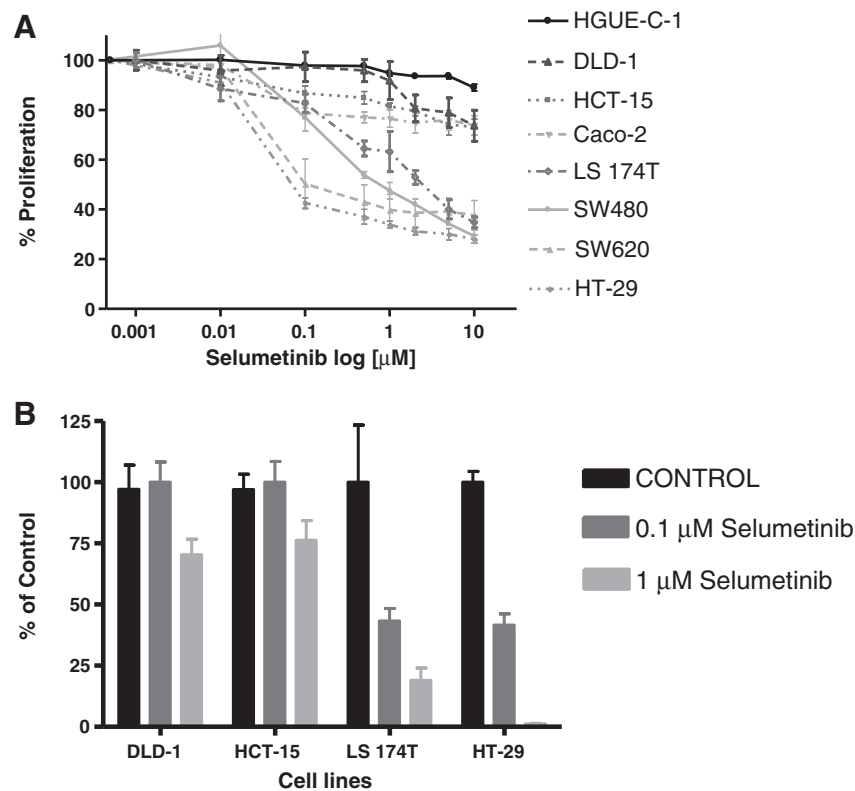 A
HGUE-C-1
DLD-1
HCT-15
Caco-2
LS 174T
SW480
SW620
HT-29
% Proliferation
100
80
60
40
20
0
0.001 0.01 0.1 1 10
Selumetinib log [μM]
B
% of Control
125
100
75
50
25
0
CONTROL
0.1 μM Selumetinib
1 μM Selumetinib
DLD-1 HCT-15 LS 174T HT-29
Cell lines